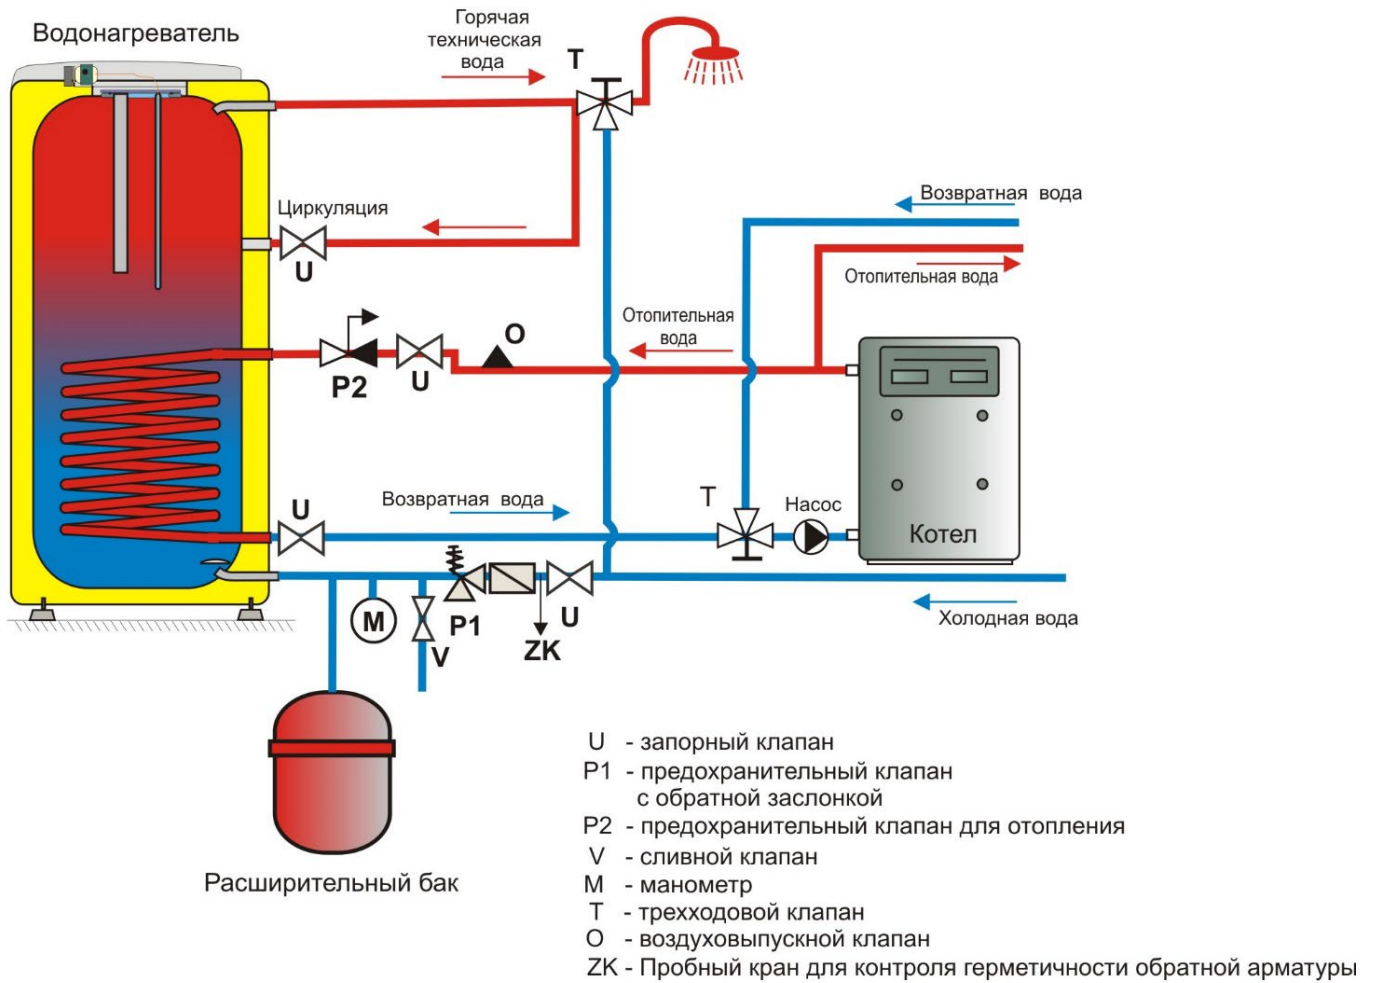 Водонагреватель
Горячая
техническая
вода
T
Циркуляция
U
Возвратная вода
Отопительная вода
Отопительная
вода
O
P2
U
Возвратная вода
U
T
Насос
Котел
M
V
P1
ZK
U
Холодная вода
Расширительный бак
U - запорный клапан
P1 - предохранительный клапан
с обратной заслонкой
P2 - предохранительный клапан для отопления
V - сливной клапан
M - манометр
T - трехходовой клапан
O - воздуховыпускной клапан
ZK - Пробный кран для контроля герметичности обратной арматуры